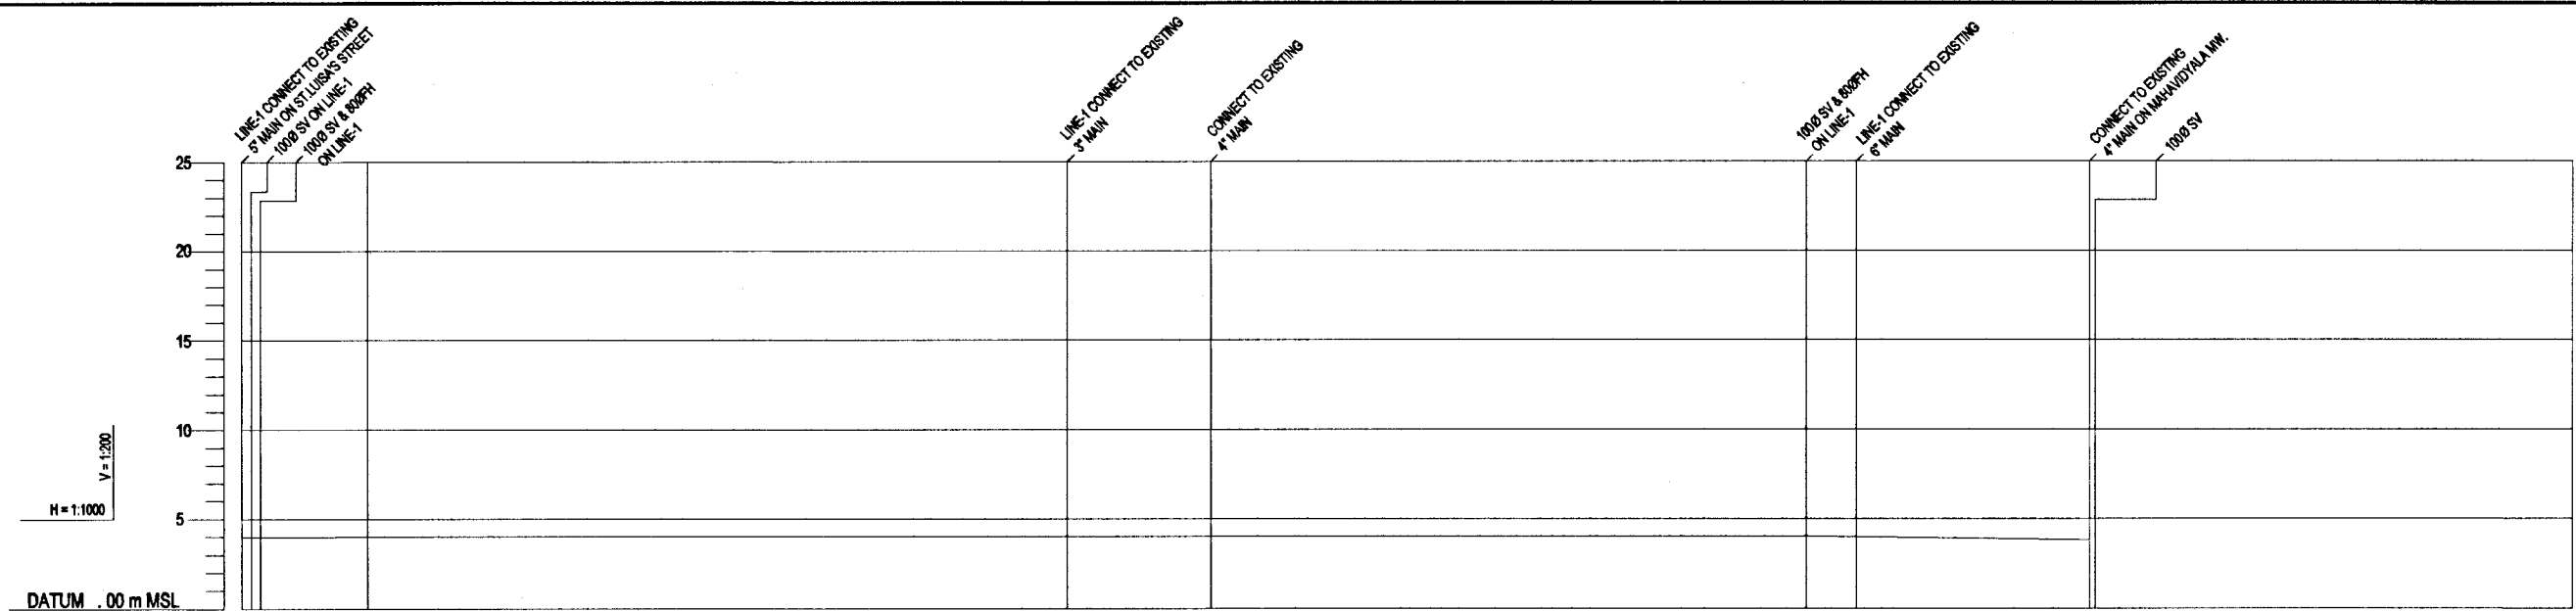 LINE-1 CONNECT TO EXISTING
5" MAIN ON ST.LUISA'S STREET
100Ø SV ON LINE-1
100Ø SV & 80ØFH
ON LINE-1
LINE-1 CONNECT TO EXISTING
3" MAIN
CONNECT TO EXISTING
4" MAIN
100Ø SV & 80ØFH
ON LINE-1
LINE-1 CONNECT TO EXISTING
6" MAIN
CONNECT TO EXISTING
4" MAIN ON MAHAVIDYALA MW.
100Ø SV
25
20
15
10
5
V = 1:200
H = 1:1000
DATUM .00 m MSL